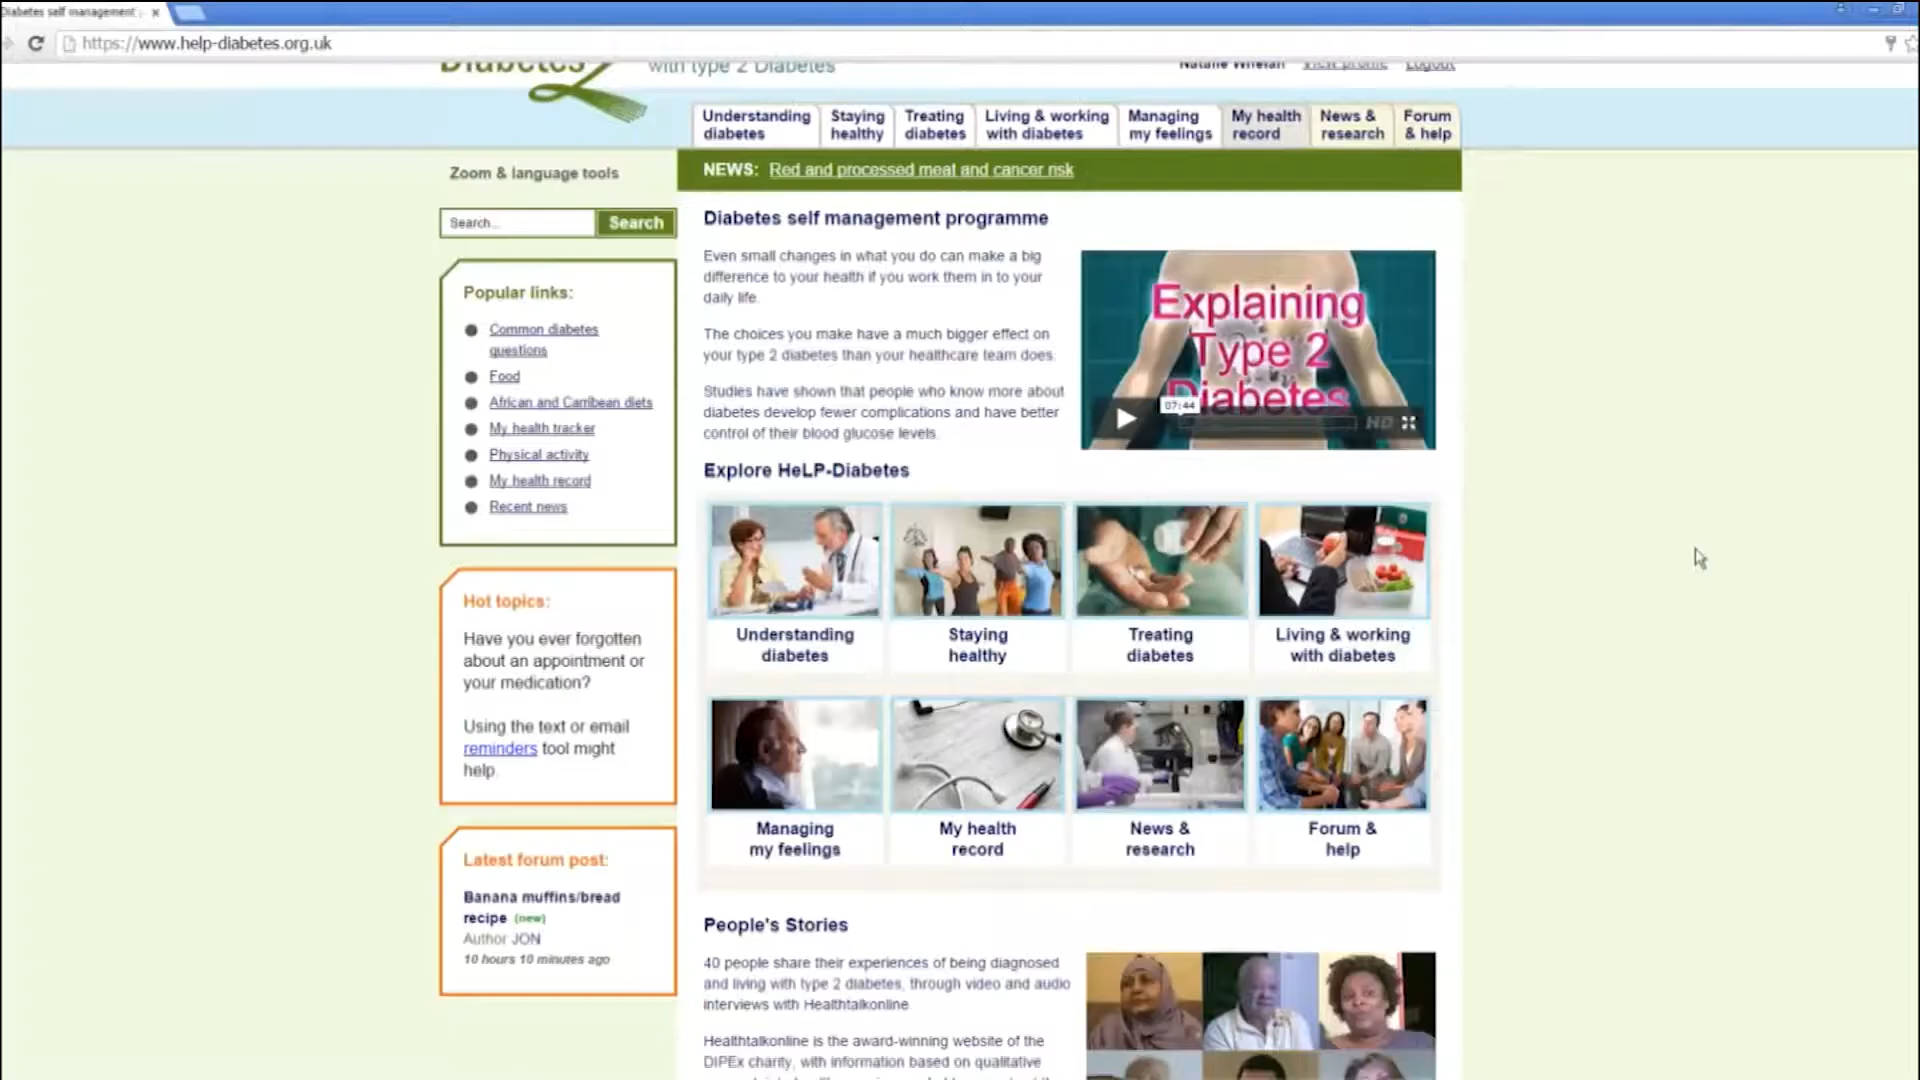 Diabetes self management
https://www.help-diabetes.org.uk
Diabetes
with type 2 Diabetes
Natalie Whelan View profile Logout
Understanding diabetes
Staying healthy
Treating diabetes
Living & working with diabetes
Managing my feelings
My health record
News & research
Forum & help
Zoom & language tools
NEWS: Red and processed meat and cancer risk
Search...
Search
Popular links:
Common diabetes
questions
Food
African and Carribean diets
My health tracker
Physical activity
My health record
Recent news
Hot topics:
Have you ever forgotten
about an appointment or
your medication?
Using the text or email
reminders tool might
help.
Latest forum post:
Banana muffins/bread
recipe (new)
Author JON
10 hours 10 minutes ago
Diabetes self management programme
Even small changes in what you do can make a big
difference to your health if you work them in to your
daily life.
The choices you make have a much bigger effect on
your type 2 diabetes than your healthcare team does.
Studies have shown that people who know more about
diabetes develop fewer complications and have better
control of their blood glucose levels.
Explaining
Type 2
Diabetes
07:44
HD
Explore HeLP-Diabetes
Understanding
diabetes
Staying
healthy
Treating
diabetes
Living & working
with diabetes
Managing
my feelings
My health
record
News &
research
Forum &
help
People's Stories
40 people share their experiences of being diagnosed
and living with type 2 diabetes, through video and audio
interviews with Healthtalkonline
Healthtalkonline is the award-winning website of the
DIPEx charity, with information based on qualitative